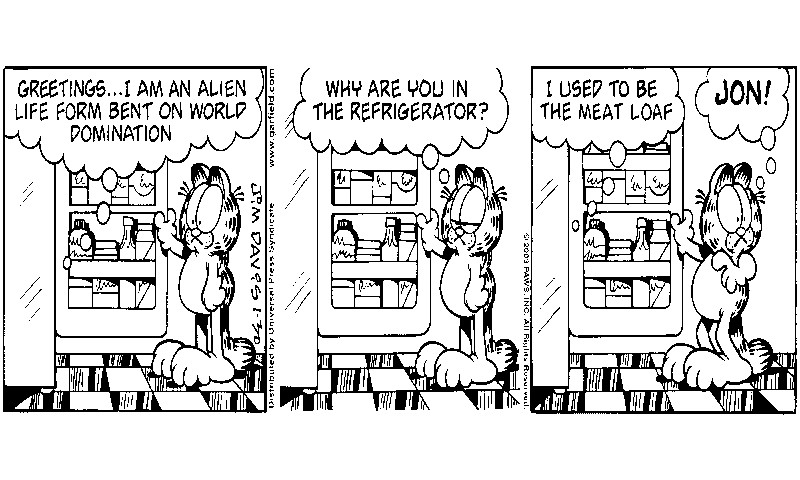 GREETINGS...I AM AN ALIEN
LIFE FORM BENT ON WORLD
DOMINATION
www.garfield.com
JIM DAVIS 1-30
Distributed by Universal Press Syndicate
WHY ARE YOU IN
THE REFRIGERATOR?
I USED TO BE
THE MEAT LOAF
JON!
© 2003 PAWS, INC. All Rights Reserved.